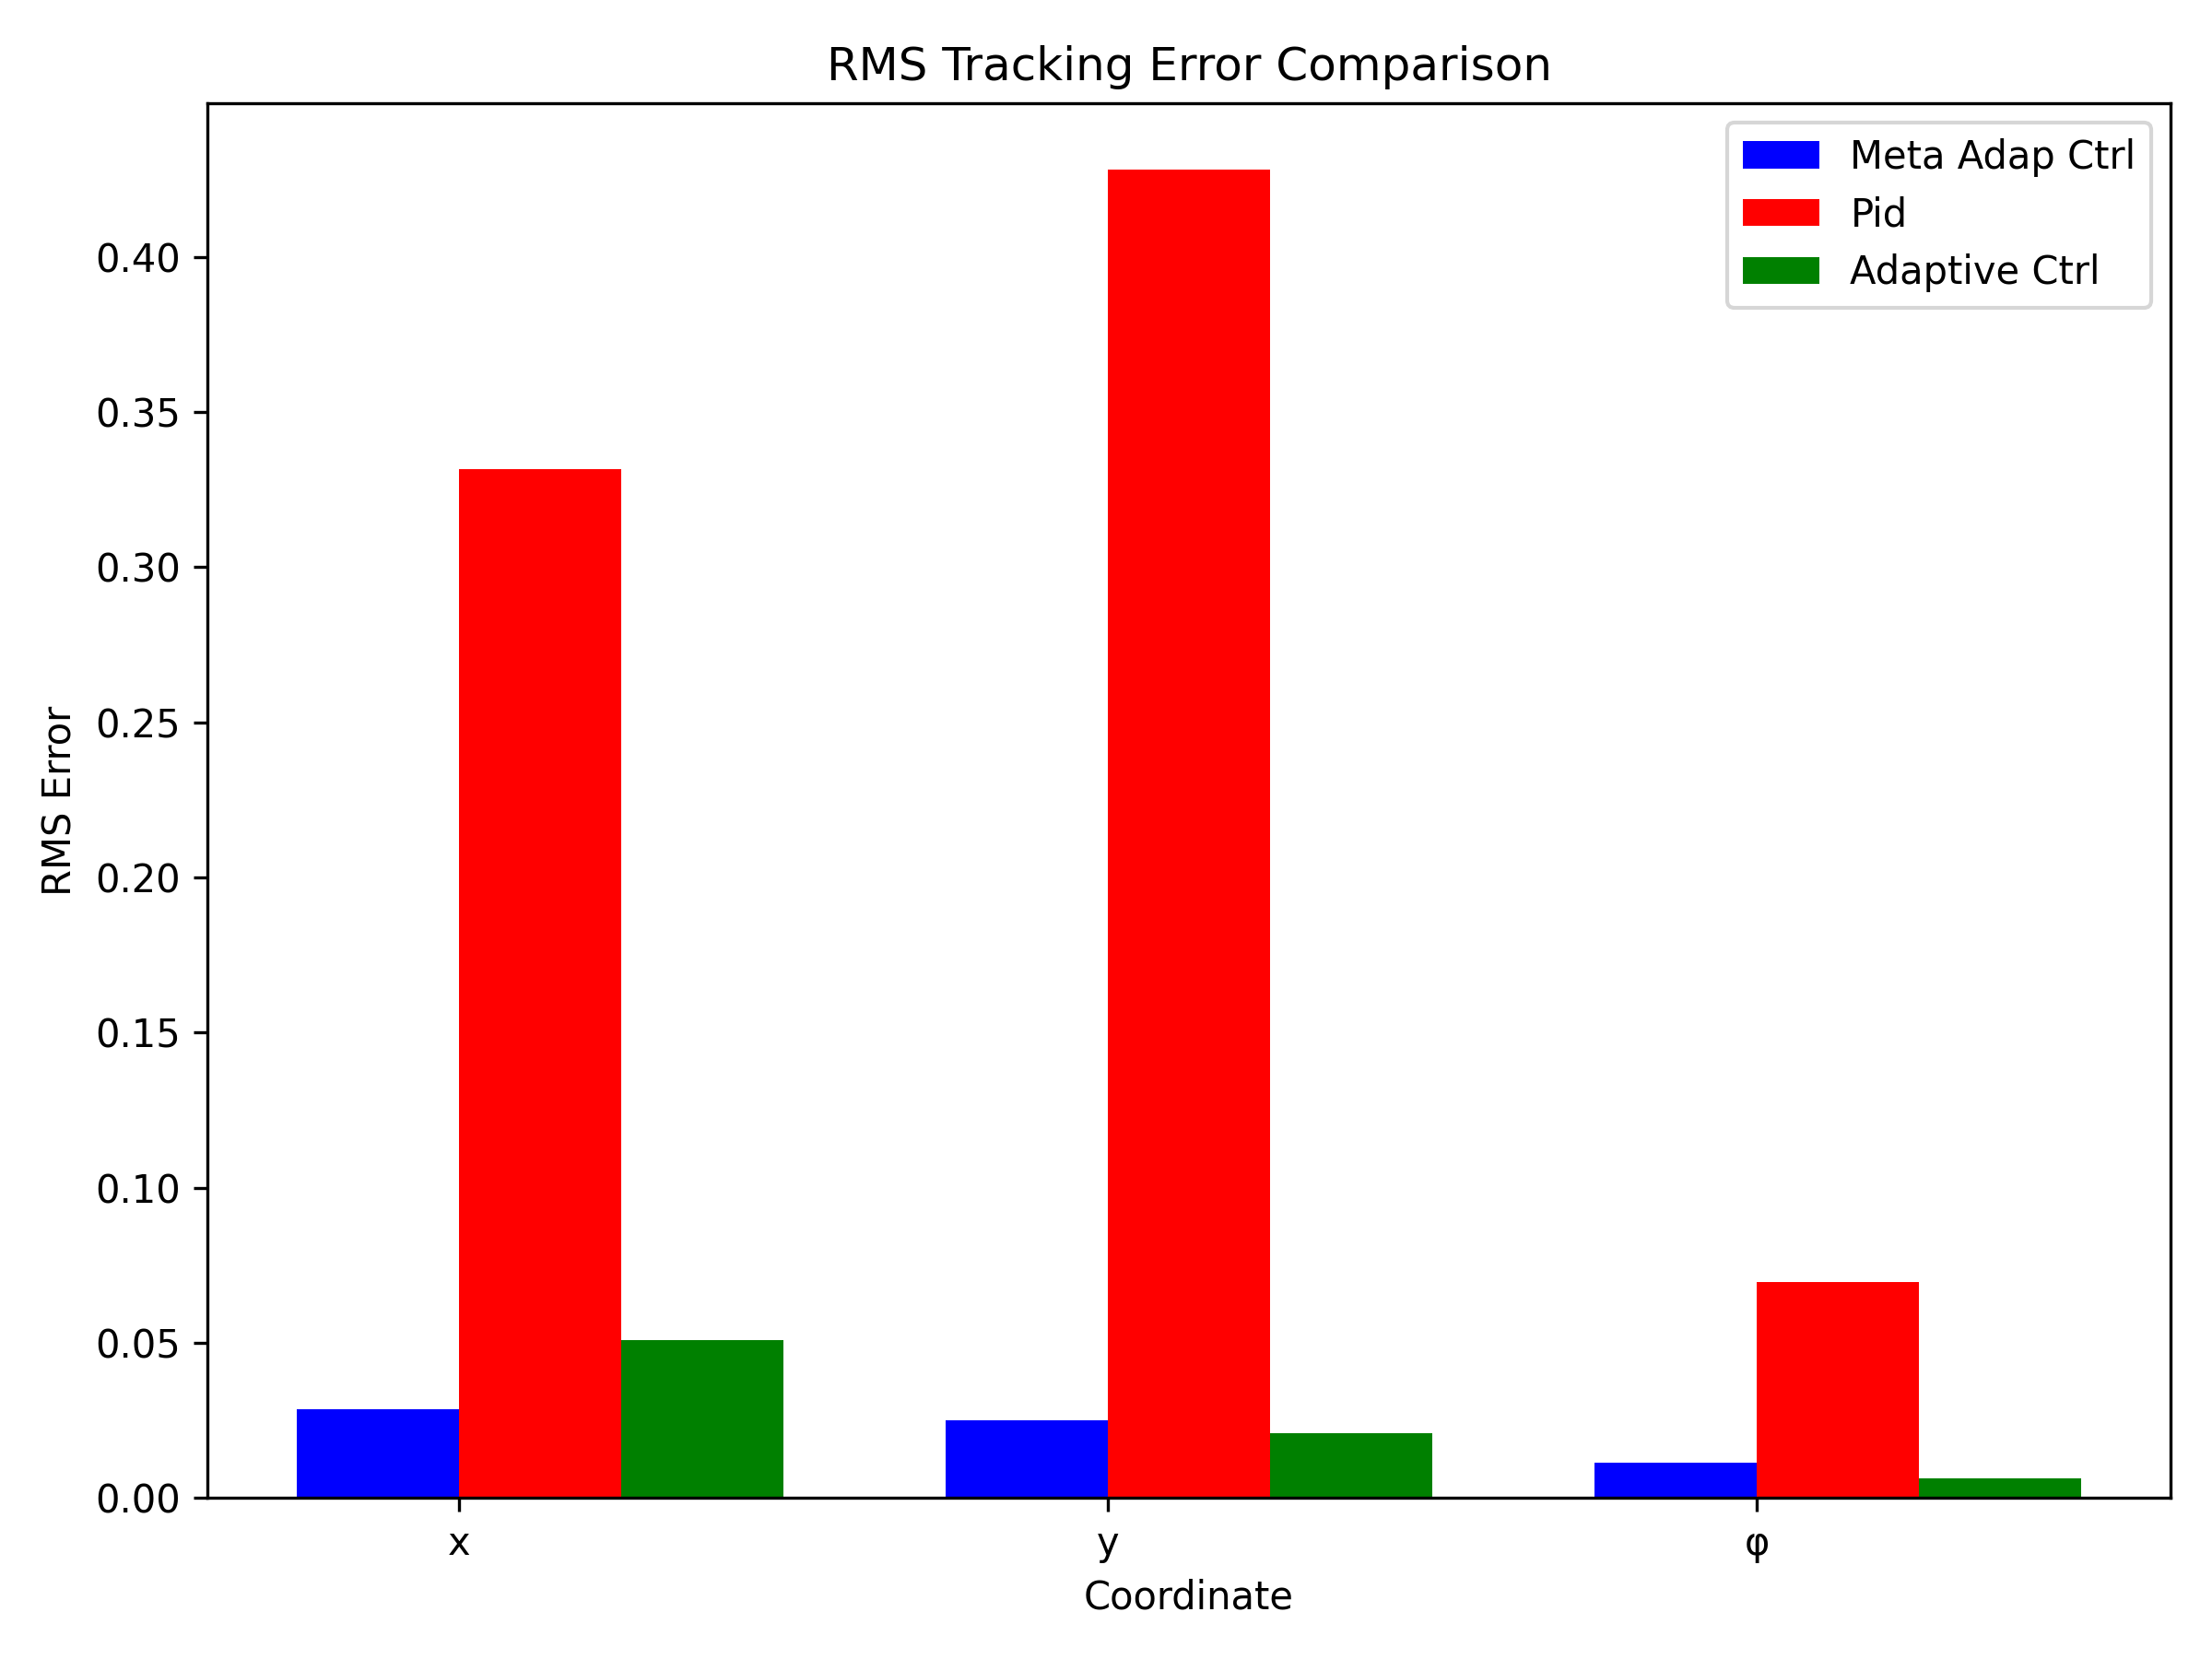 RMS Tracking Error Comparison
Meta Adap Ctrl
Pid
Adaptive Ctrl
RMS Error
0.40
0.35
0.30
0.25
0.20
0.15
0.10
0.05
0.00
x y φ
Coordinate